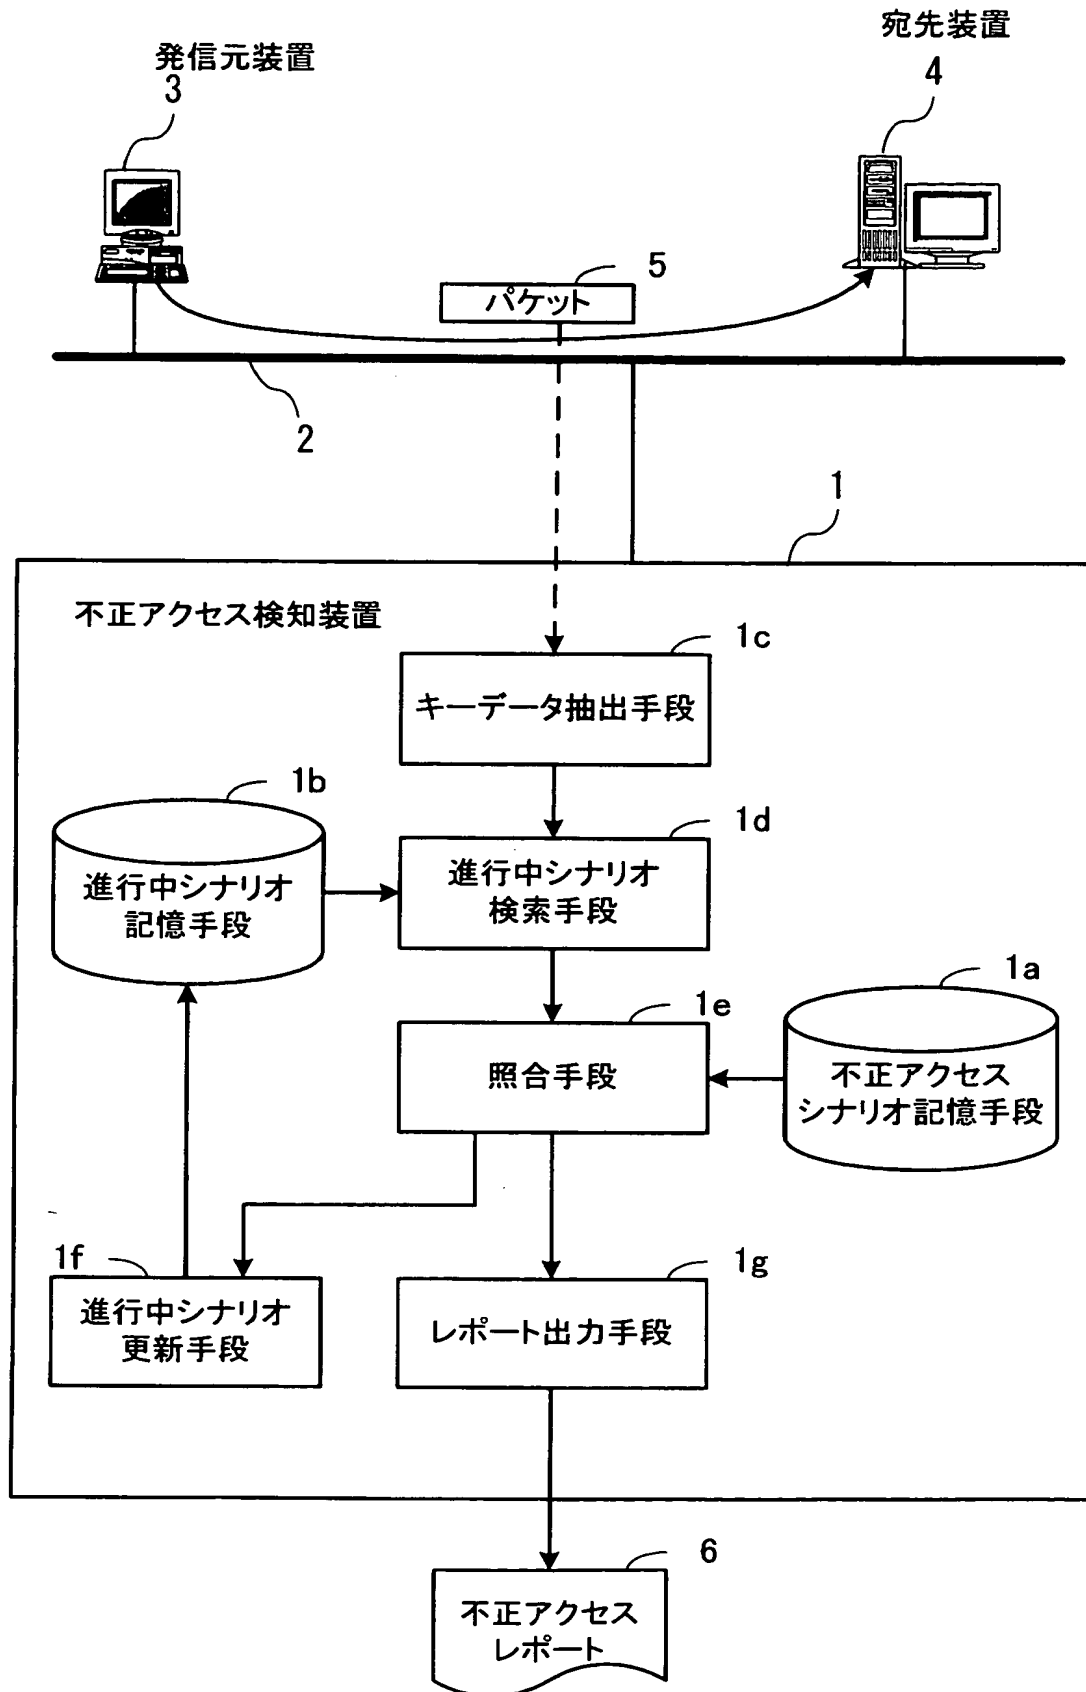 宛先装置
4
発信元装置
3
5
パケット
2
1
不正アクセス検知装置
1c
キーデータ抽出手段
1b
進行中シナリオ
記憶手段
1d
進行中シナリオ
検索手段
1a
不正アクセス
シナリオ記憶手段
1e
照合手段
1f
進行中シナリオ
更新手段
1g
レポート出力手段
6
不正アクセス
レポート